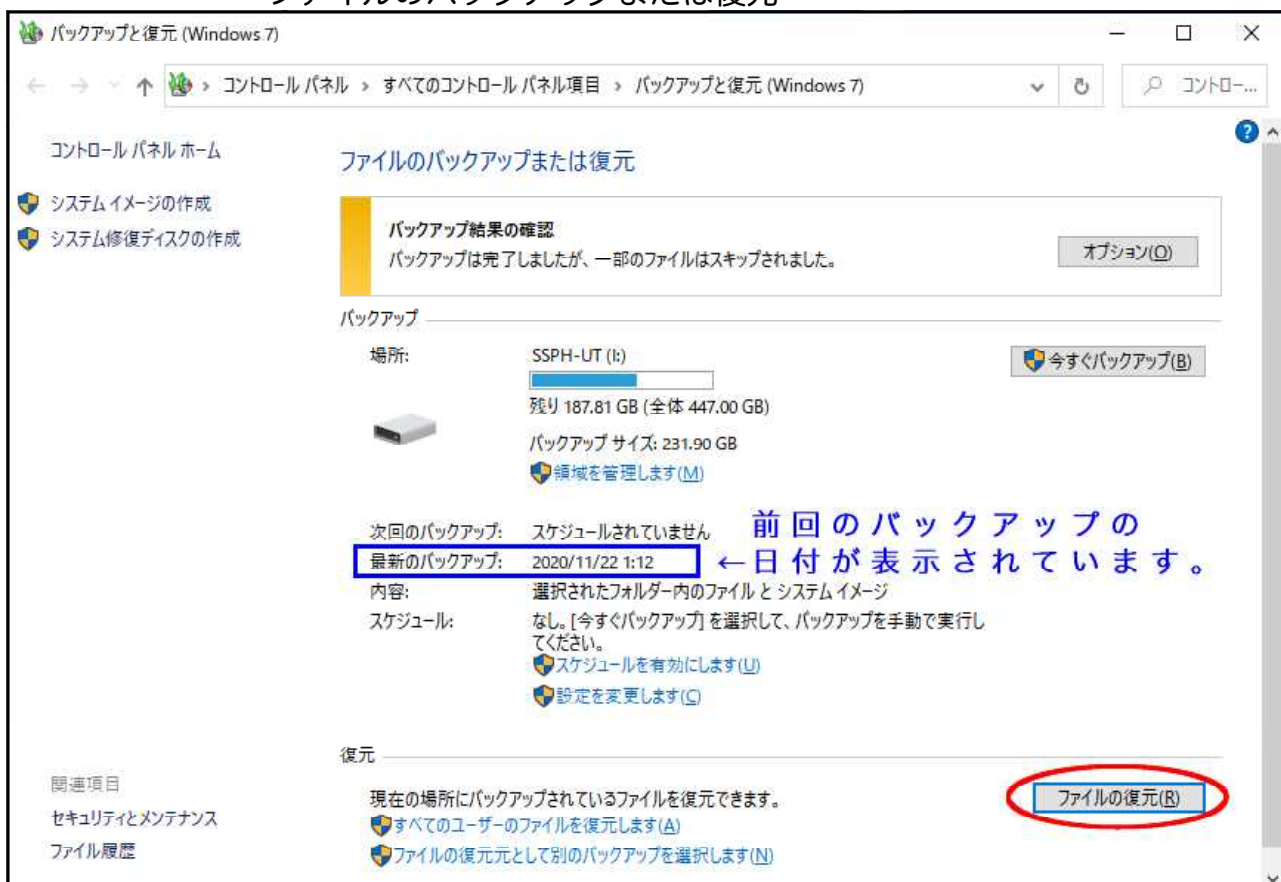 ファイルのバックアップまたは復元
バックアップと復元 (Windows 7)
コントロール パネル › すべてのコントロール パネル項目 › バックアップと復元 (Windows 7)
コントロー...
コントロール パネル ホーム
システム イメージの作成
システム修復ディスクの作成
ファイルのバックアップまたは復元
バックアップ結果の確認
バックアップは完了しましたが、一部のファイルはスキップされました。
オプション(O)
バックアップ
場所:
SSPH-UT (I:)
今すぐバックアップ(B)
残り 187.81 GB (全体 447.00 GB)
バックアップ サイズ: 231.90 GB
領域を管理します(M)
次回のバックアップ: スケジュールされていません
前回のバックアップの
最新のバックアップ: 2020/11/22 1:12
←日付が表示されています。
内容: 選択されたフォルダー内のファイル と システム イメージ
スケジュール: なし。[今すぐバックアップ] を選択して、バックアップを手動で実行し
てください。
スケジュールを有効にします(U)
設定を変更します(C)
復元
現在の場所にバックアップされているファイルを復元できます。
ファイルの復元(R)
すべてのユーザーのファイルを復元します(A)
ファイルの復元元として別のバックアップを選択します(N)
関連項目
セキュリティとメンテナンス
ファイル履歴